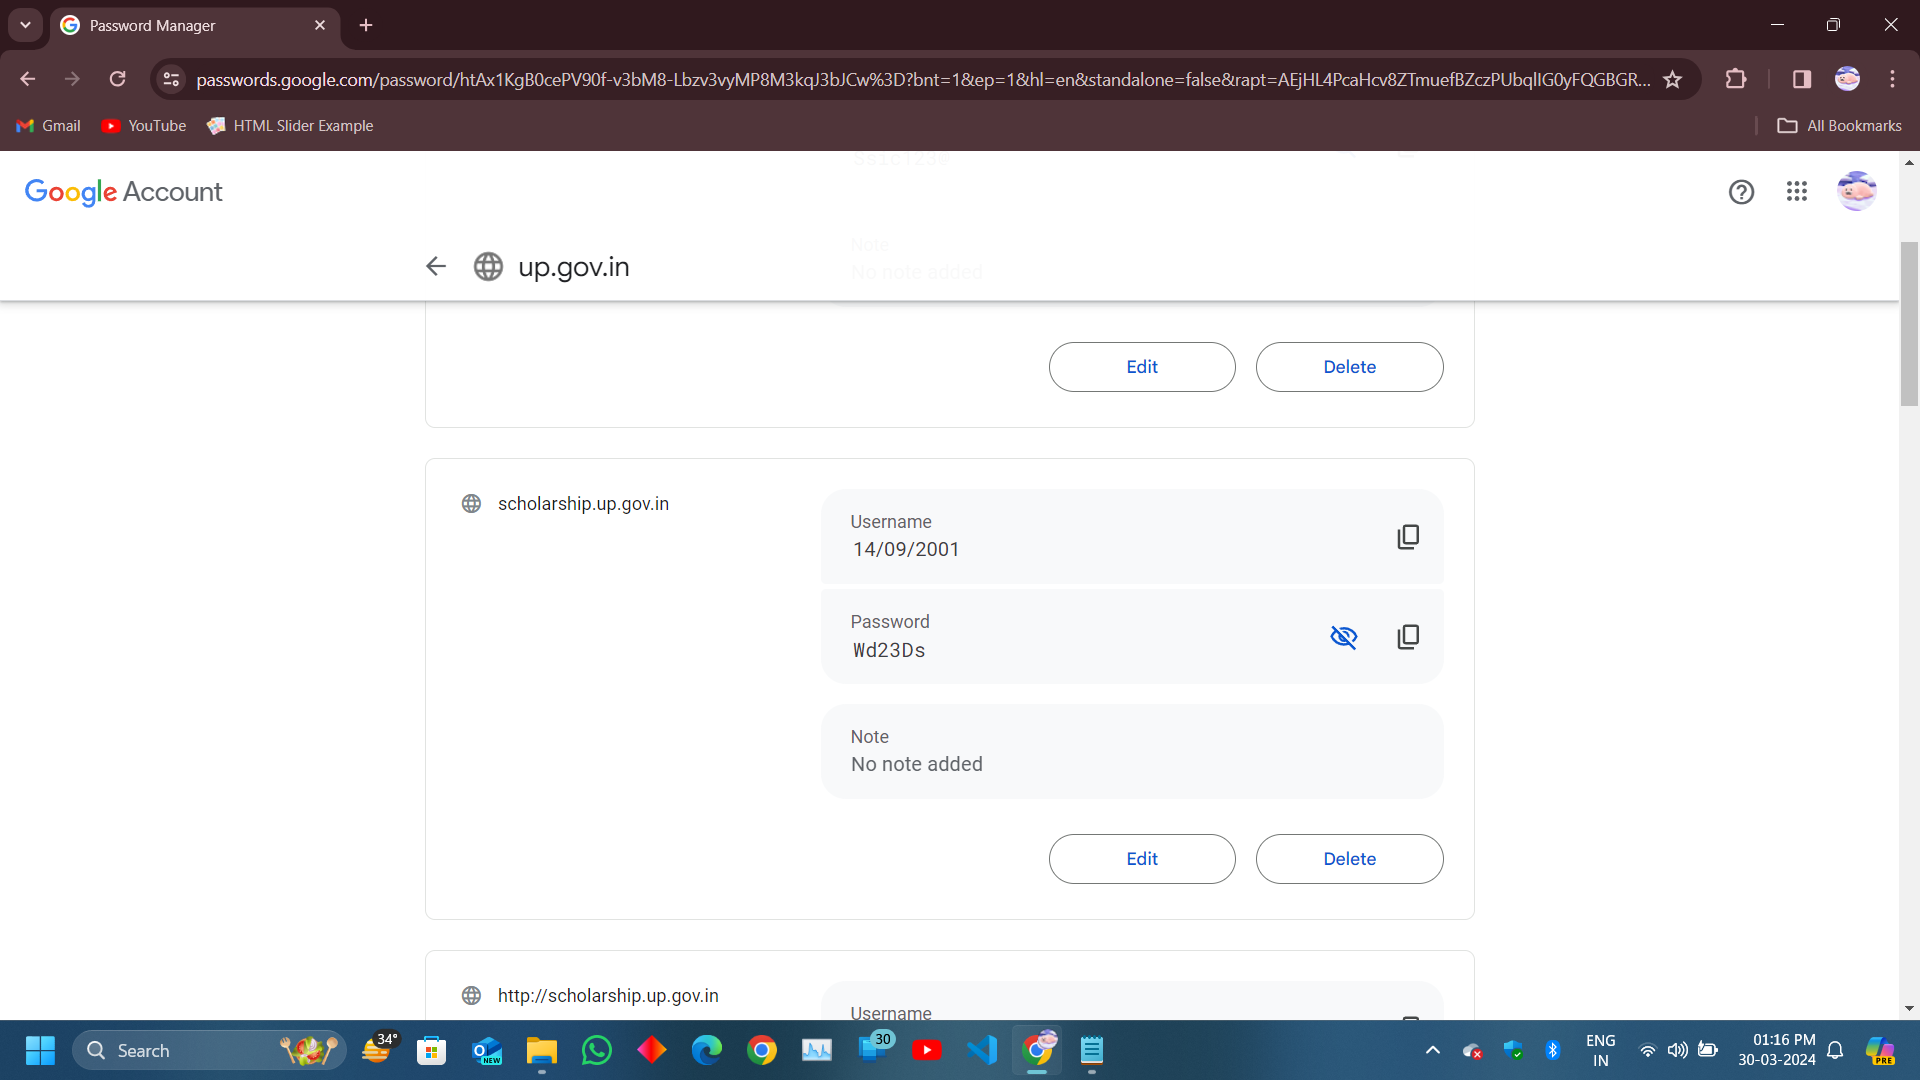 Password Manager
passwords.google.com/password/htAx1KgB0cePV90f-v3bM8-Lbzv3vyMP8M3kqJ3bJCw%3D?bnt=1&ep=1&hl=en&standalone=false&rapt=AEjHL4PcaHcv8ZTmuefBZczPUbqlIG0yFQGBGR...
Gmail
YouTube
HTML Slider Example
All Bookmarks
Google Account
Note
up.gov.in
No note added
Edit
Delete
scholarship.up.gov.in
Username
14/09/2001
Password
Wd23Ds
Note
No note added
Edit
Delete
http://scholarship.up.gov.in
Username
Search
34°
NEW
30
ENG
IN
01:16 PM
30-03-2024
PRE